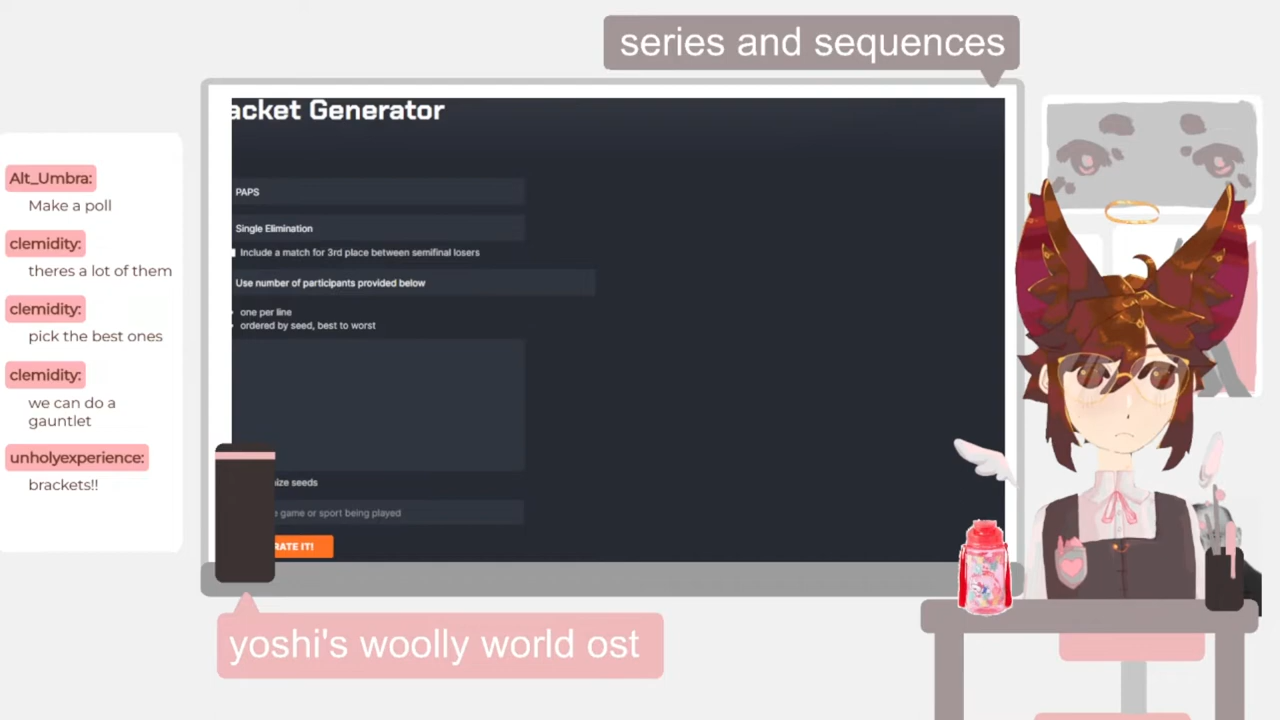 series and sequences
Alt_Umbra:
Make a poll
clemidity:
theres a lot of them
clemidity:
pick the best ones
clemidity:
we can do a
gauntlet
unholyexperience:
brackets!!
acket Generator
PAPS
Single Elimination
Include a match for 3rd place between semifinal losers
Use number of participants provided below
one per line
ordered by seed, best to worst
ize seeds
e game or sport being played
RATE IT!
yoshi's woolly world ost